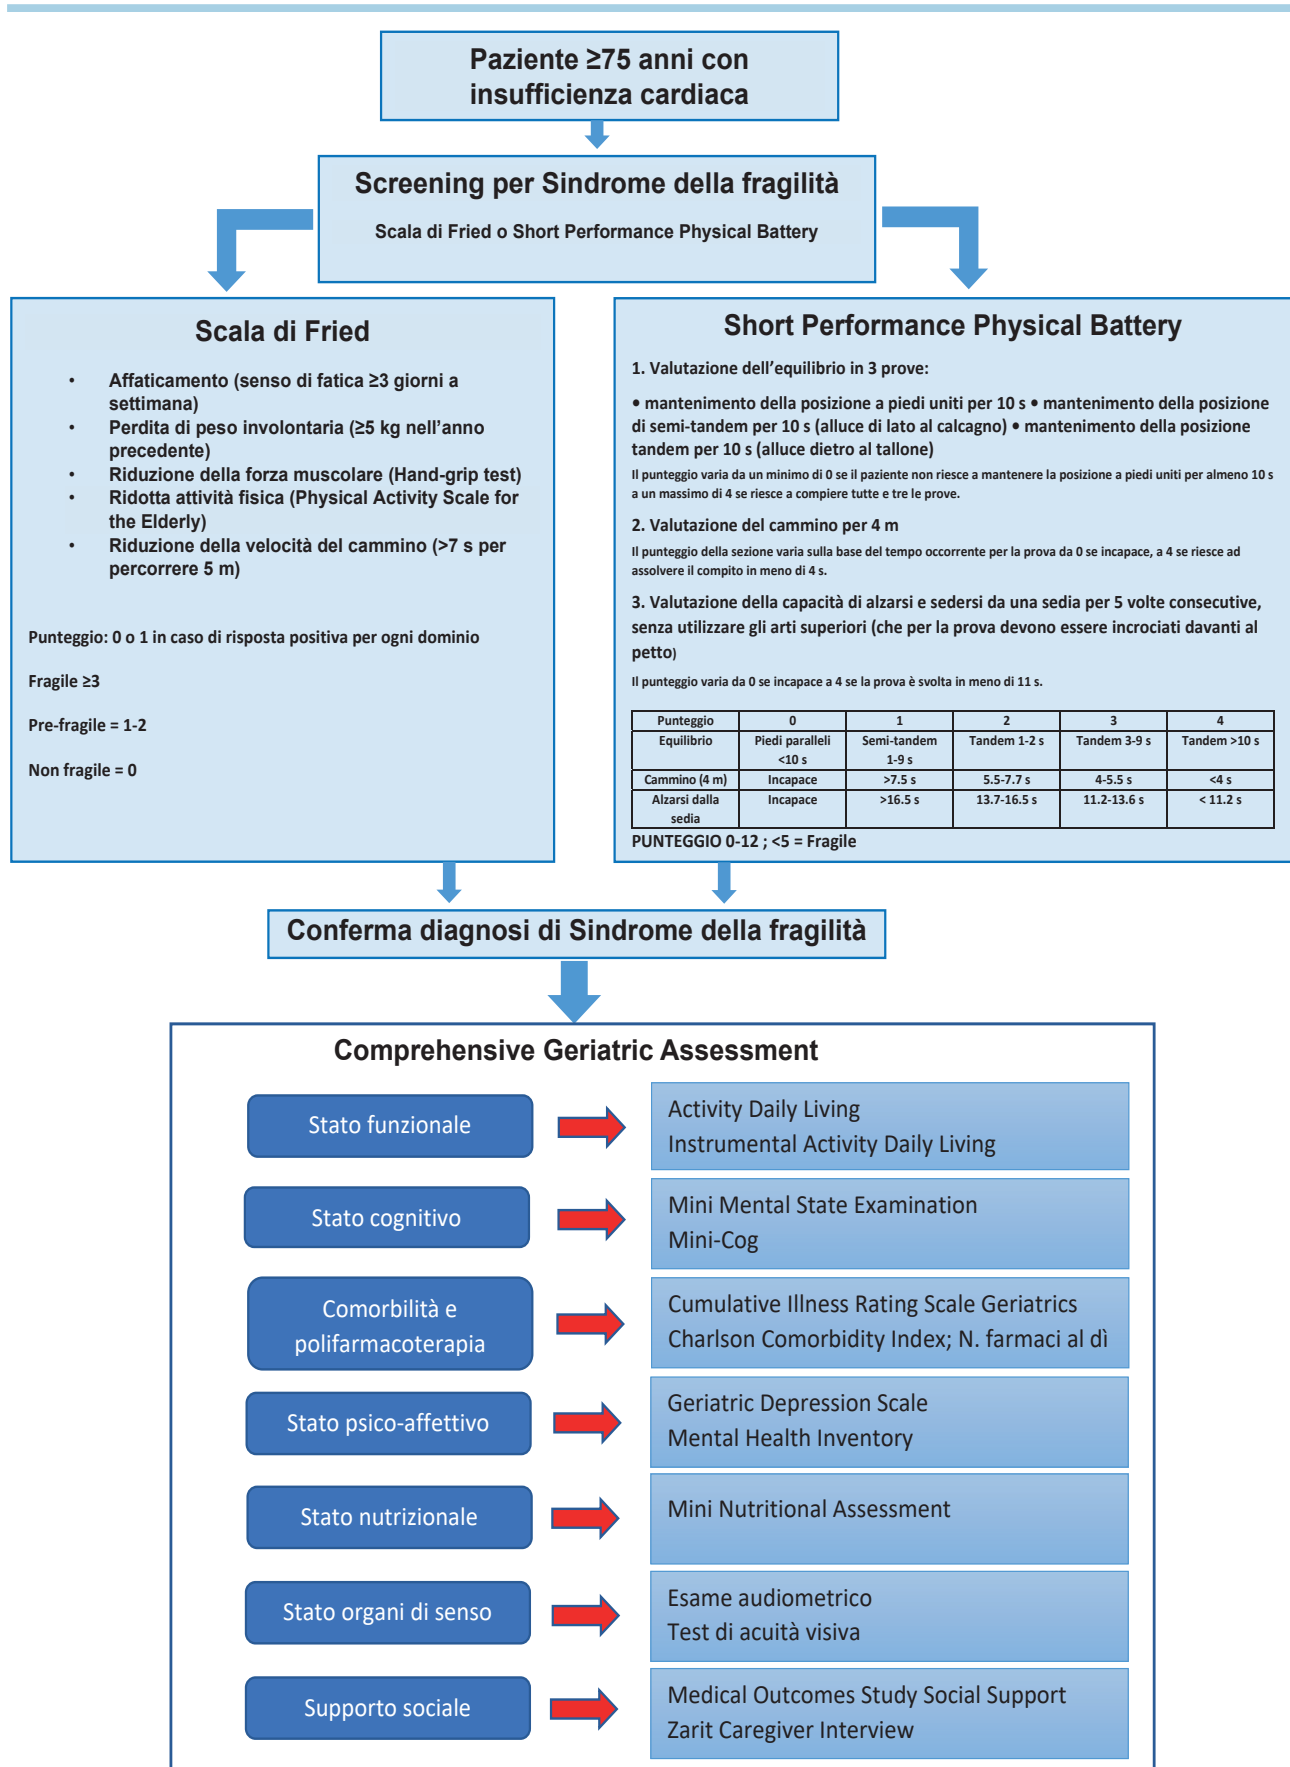 Paziente ≥75 anni con
insufficienza cardiaca
Screening per Sindrome della fragilità
Scala di Fried o Short Performance Physical Battery
Scala di Fried
• Affaticamento (senso di fatica ≥3 giorni a
settimana)
• Perdita di peso involontaria (≥5 kg nell'anno
precedente)
• Riduzione della forza muscolare (Hand-grip test)
• Ridotta attività fisica (Physical Activity Scale for
the Elderly)
• Riduzione della velocità del cammino (>7 s per
percorrere 5 m)
Punteggio: 0 o 1 in caso di risposta positiva per ogni dominio
Fragile ≥3
Pre-fragile = 1-2
Non fragile = 0
Short Performance Physical Battery
1. Valutazione dell'equilibrio in 3 prove:
• mantenimento della posizione a piedi uniti per 10 s • mantenimento della posizione
di semi-tandem per 10 s (alluce di lato al calcagno) • mantenimento della posizione
tandem per 10 s (alluce dietro al tallone)
Il punteggio varia da un minimo di 0 se il paziente non riesce a mantenere la posizione a piedi uniti per almeno 10 s
a un massimo di 4 se riesce a compiere tutte e tre le prove.
2. Valutazione del cammino per 4 m
Il punteggio della sezione varia sulla base del tempo occorrente per la prova da 0 se incapace, a 4 se riesce ad
assolvere il compito in meno di 4 s.
3. Valutazione della capacità di alzarsi e sedersi da una sedia per 5 volte consecutive,
senza utilizzare gli arti superiori (che per la prova devono essere incrociati davanti al
petto)
Il punteggio varia da 0 se incapace a 4 se la prova è svolta in meno di 11 s.
Punteggio 0 1 2 3 4
Equilibrio Piedi paralleli Semi-tandem Tandem 1-2 s Tandem 3-9 s Tandem >10 s
<10 s 1-9 s
Cammino (4 m) Incapace >7.5 s 5.5-7.7 s 4-5.5 s <4 s
Alzarsi dalla Incapace >16.5 s 13.7-16.5 s 11.2-13.6 s < 11.2 s
sedia
PUNTEGGIO 0-12 ; <5 = Fragile
Conferma diagnosi di Sindrome della fragilità
Comprehensive Geriatric Assessment
Stato funzionale
Activity Daily Living
Instrumental Activity Daily Living
Stato cognitivo
Mini Mental State Examination
Mini-Cog
Comorbilità e
polifarmacoterapia
Cumulative Illness Rating Scale Geriatrics
Charlson Comorbidity Index; N. farmaci al dì
Stato psico-affettivo
Geriatric Depression Scale
Mental Health Inventory
Stato nutrizionale
Mini Nutritional Assessment
Stato organi di senso
Esame audiometrico
Test di acuità visiva
Supporto sociale
Medical Outcomes Study Social Support
Zarit Caregiver Interview